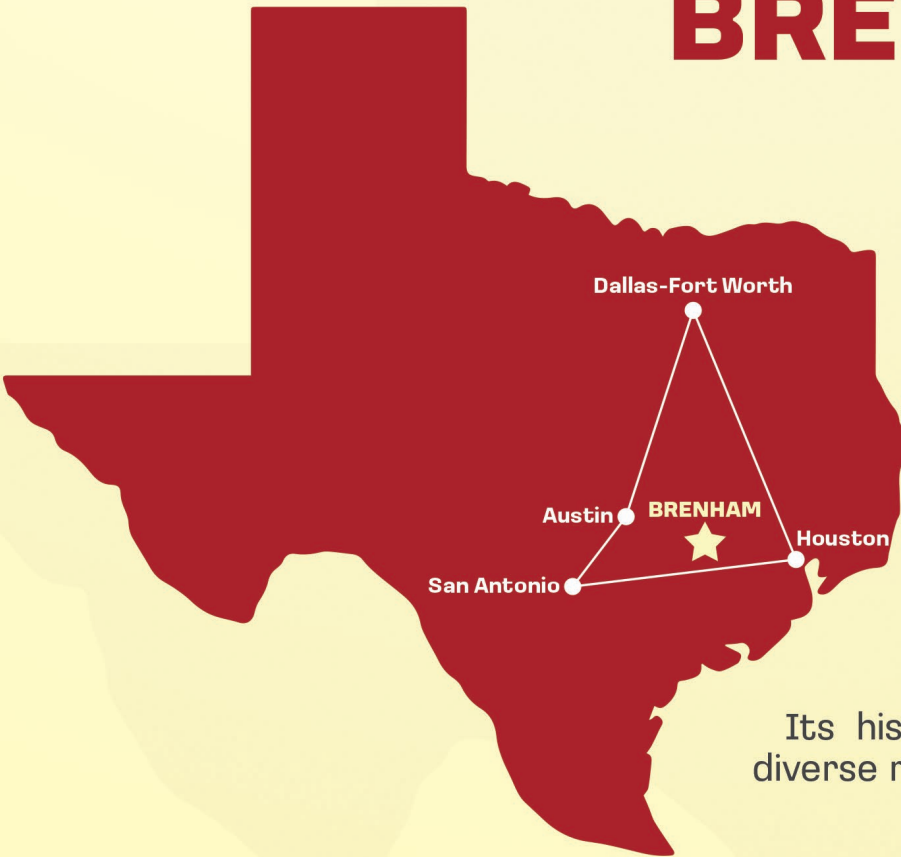 BRE
Dallas-Fort Worth
Austin
BRENHAM
Houston
San Antonio
Its his
diverse